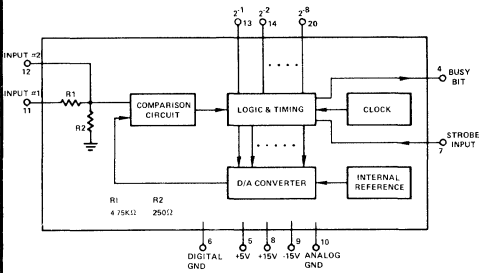 2-1 2-2 2-8
13 14 20
INPUT #2
12
4 BUSY BIT
INPUT #1
11
R1
R2
COMPARISON CIRCUIT
LOGIC & TIMING
CLOCK
STROBE INPUT
7
D/A CONVERTER
INTERNAL REFERENCE
R1 R2
4 75KΩ 250Ω
6 5 8 9 10
DIGITAL GND +5V +15V -15V ANALOG GND